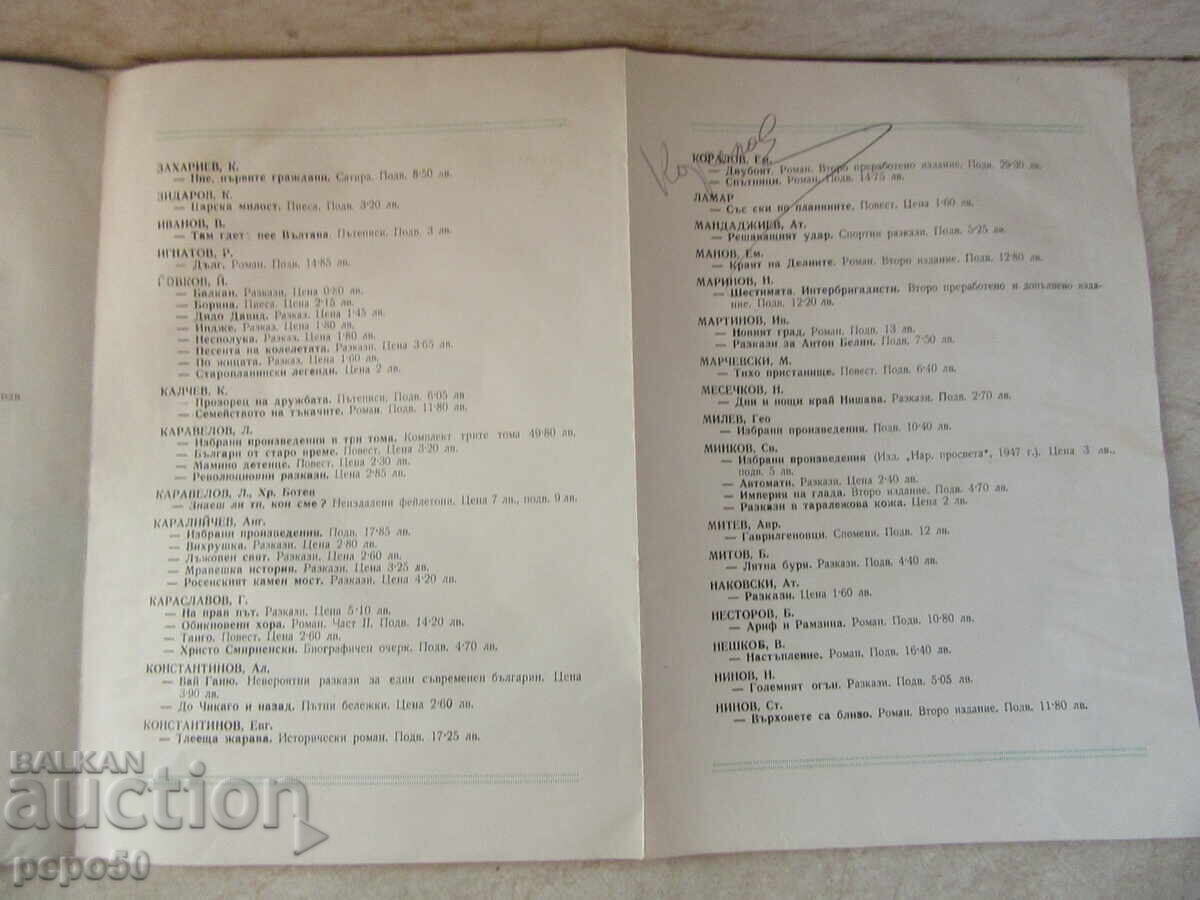 ЗАХАРИЕВ, К.
— Ние, първите граждани. Сатира. Подв. 8·50 лв.
ЗИДАРОВ, К.
— Царска милост. Пиеса. Подв. 3·20 лв.
ИВАНОВ, В.
— Там гдето пее Вълтава. Пътеписи. Подв. 3 лв.
ИГНАТОВ, Р.
— Дълг. Роман. Подв. 14·85 лв.
ЙОВКОВ, Й.
— Балкан. Разкази. Цена 0·80 лв.
— Боряна. Пиеса. Цена 2·15 лв.
— Дядо Давид. Разказ. Цена 1·45 лв.
— Индже. Разказ. Цена 1·80 лв.
— Несполука. Разказ. Цена 1·80 лв.
— Песента на колелетата. Разкази. Цена 3·65 лв.
— По жицата. Разказ. Цена 1·60 лв.
— Старопланински легенди. Цена 2 лв.
КАЛЧЕВ, К.
— Прозорец на дружбата. Пътеписи. Подв. 6·05 лв
— Семейството на тъкачите. Роман. Подв. 11·80 лв.
КАРАВЕЛОВ, Л.
— Избрани произведения в три тома. Комплект трите тома 49·80 лв.
— Българи от старо време. Повест. Цена 3·20 лв.
— Мамино детенце. Повест. Цена 2·30 лв.
— Революционни разкази. Цена 2·85 лв.
КАРАВЕЛОВ, Л., Хр. Ботев
— Знаеш ли ти, кои сме? Неиздадени фейлетони. Цена 7 лв., подв. 9 лв.
КАРАЛИЙЧЕВ, Анг.
— Избрани произведения. Подв. 17·85 лв.
— Вихрушка. Разкази. Цена 2·80 лв.
— Лъжовен свят. Разкази. Цена 2·60 лв.
— Мравешка история. Разкази. Цена 3·25 лв.
— Росенският камен мост. Разкази. Цена 4·20 лв.
КАРАСЛАВОВ, Г.
— На прав път. Разкази. Цена 5·10 лв.
— Обикновени хора. Роман. Част II. Подв. 14·20 лв.
— Танго. Повест. Цена 2·60 лв.
— Христо Смирненски. Биографичен очерк. Подв. 4·70 лв.
КОНСТАНТИНОВ, Ал.
— Бай Ганю. Невероятни разкази за един съвременен българин. Цена
3·90 лв.
— До Чикаго и назад. Пътни бележки. Цена 2·60 лв.
КОНСТАНТИНОВ, Евг.
— Тлееща жарава. Исторически роман. Подв. 17·25 лв.
КОРАЛОВ, Ем.
— Двубоят. Роман. Второ преработено издание. Подв. 29·30 лв.
— Спътници. Роман. Подв. 14·75 лв.
ЛАМАР
— Със ски по планините. Повест. Цена 1·60 лв.
МАНДАДЖИЕВ, Ат.
— Решаващият удар. Спортни разкази. Подв. 5·25 лв.
МАНОВ, Ем.
— Краят на Делиите. Роман. Второ издание. Подв. 12·80 лв.
МАРИНОВ, Н.
— Шестимата. Интербригадисти. Второ преработено и допълнено изда-
ние. Подв. 12·20 лв.
МАРТИНОВ, Ив.
— Новият град. Роман. Подв. 13 лв.
— Разкази за Антон Белин. Подв. 7·50 лв.
МАРЧЕВСКИ, М.
— Тихо пристанище. Повест. Подв. 6·40 лв.
МЕСЕЧКОВ, Н.
— Дни и нощи край Нишава. Разкази. Подв. 2·70 лв.
МИЛЕВ, Гео
— Избрани произведения. Подв. 10·40 лв.
МИНКОВ, Св.
— Избрани произведения (Изд. „Нар. просвета“, 1947 г.). Цена 3 лв.,
подв. 5 лв.
— Автомати. Разкази. Цена 2·40 лв.
— Империя на глада. Второ издание. Подв. 4·70 лв.
— Разкази в таралежова кожа. Цена 2 лв.
МИТЕВ, Авр.
— Гаврилгеновци. Спомени. Подв. 12 лв.
МИТОВ, Б.
— Лятна буря. Разкази. Подв. 4·40 лв.
НАКОВСКИ, Ат.
— Разкази. Цена 1·60 лв.
НЕСТОРОВ, Б.
— Ариф и Рамзина. Роман. Подв. 10·80 лв.
НЕШКОВ, В.
— Настъпление. Роман. Подв. 16·40 лв.
НИНОВ, Н.
— Големият огън. Разкази. Подв. 5·05 лв.
НИНОВ, Ст.
— Върховете са близо. Роман. Второ издание. Подв. 11·80 лв.
BALKAN
auction
pepo50